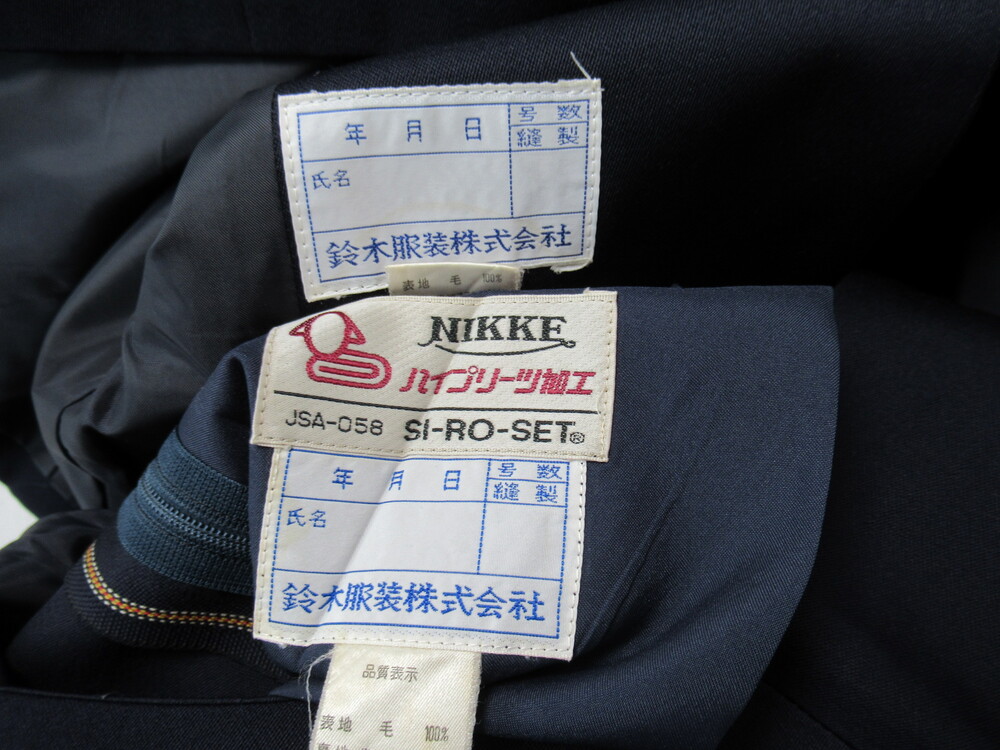 年 月 日 号 数
縫 製
氏名
鈴木服装株式会社
表地 毛 100%
NIKKE
ハイプリーツ加工
JSA-058 SI-RO-SET®
年 月 日 号 数
縫 製
氏名
鈴木服装株式会社
品質表示
表地 毛 100%